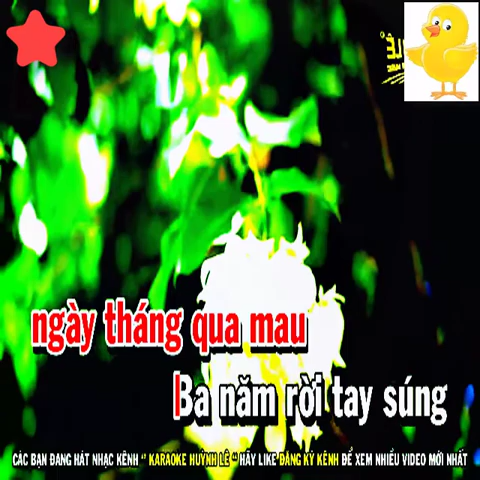 ngày tháng qua mau
Ba năm rời tay súng
CÁC BẠN ĐANG HÁT NHẠC KÊNH " KARAOKE HUỲNH LÊ " HÃY LIKE ĐĂNG KÝ KÊNH ĐỂ XEM NHIỀU VIDEO MỚI NHẤT